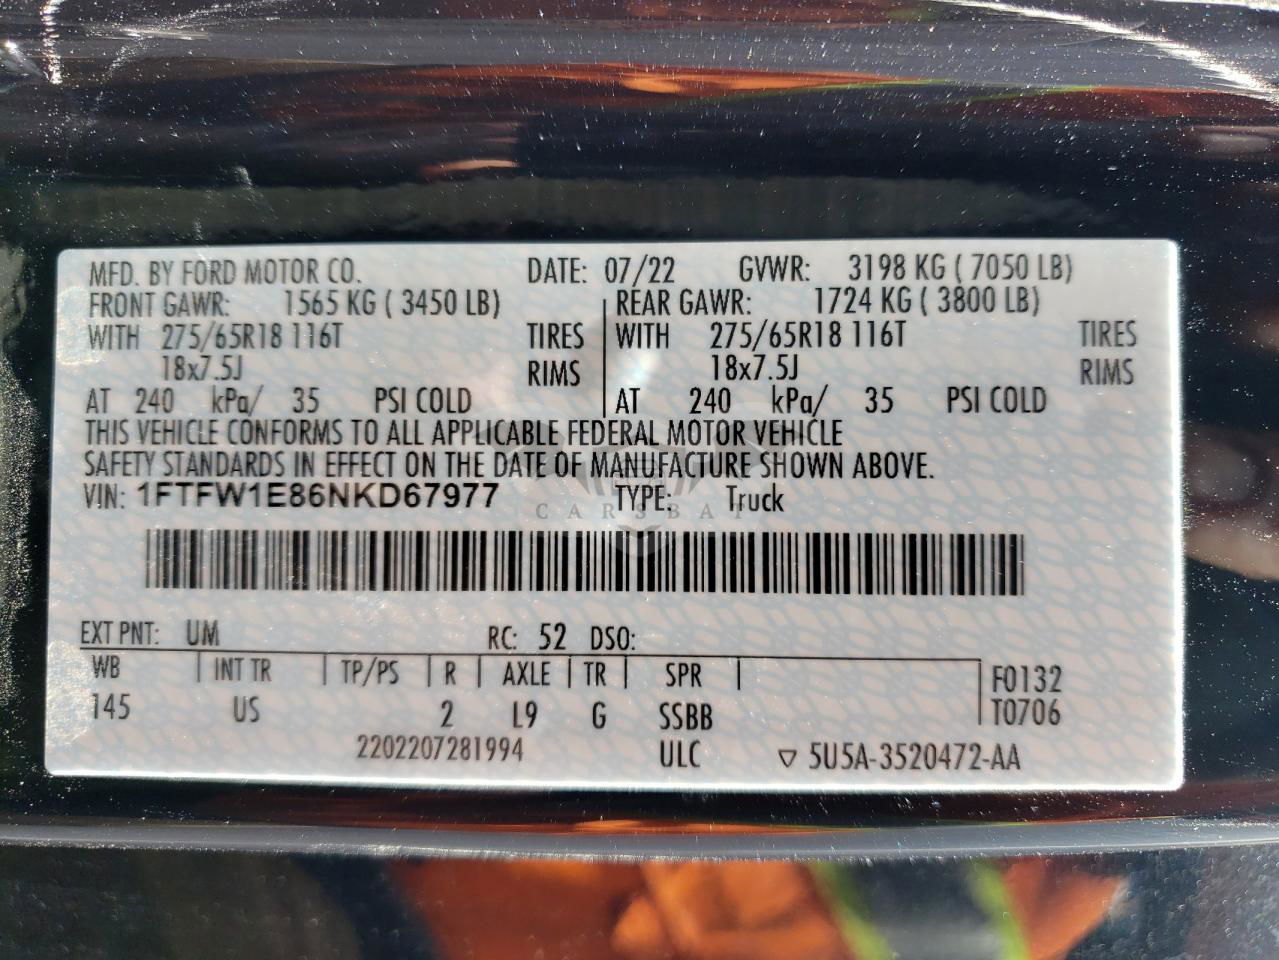 MFD. BY FORD MOTOR CO. DATE: 07/22 GVWR: 3198 KG ( 7050 LB)
FRONT GAWR: 1565 KG ( 3450 LB) REAR GAWR: 1724 KG ( 3800 LB)
WITH 275/65R18 116T TIRES WITH 275/65R18 116T TIRES
18x7.5J RIMS 18x7.5J RIMS
AT 240 kPa/ 35 PSI COLD AT 240 kPa/ 35 PSI COLD
THIS VEHICLE CONFORMS TO ALL APPLICABLE FEDERAL MOTOR VEHICLE
SAFETY STANDARDS IN EFFECT ON THE DATE OF MANUFACTURE SHOWN ABOVE.
VIN: 1FTFW1E86NKD67977 TYPE: Truck
CARSBAT
EXT PNT: UM RC: 52 DSO:
WB INT TR TP/PS R AXLE TR SPR F0132
145 US 2 L9 G SSBB T0706
2202207281994 ULC ▽ 5U5A-3520472-AA